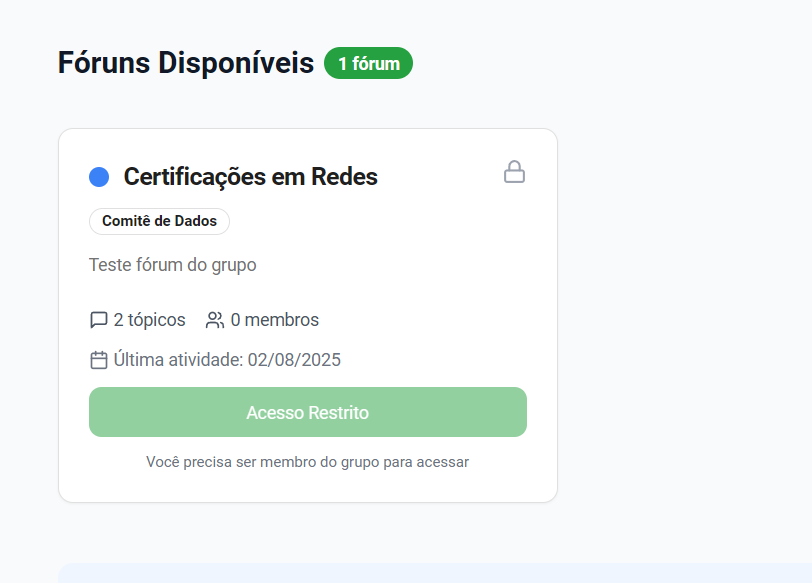 Fóruns Disponíveis 1 fórum
Certificações em Redes
Comitê de Dados
Teste fórum do grupo
2 tópicos 0 membros
Última atividade: 02/08/2025
Acesso Restrito
Você precisa ser membro do grupo para acessar